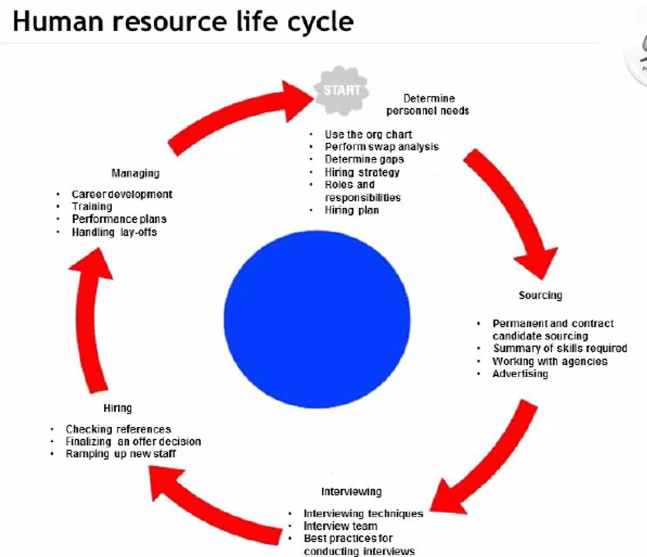 Human resource life cycle
START
Determine
personnel needs
• Use the org chart
• Perform swap analysis
• Determine gaps
• Hiring strategy
• Roles and
responsibilities
• Hiring plan
Sourcing
• Permanent and contract
candidate sourcing
• Summary of skills required
• Working with agencies
• Advertising
Interviewing
• Interviewing techniques
• Interview team
• Best practices for
conducting interviews
Hiring
• Checking references
• Finalizing an offer decision
• Ramping up new staff
Managing
• Career development
• Training
• Performance plans
• Handling lay-offs